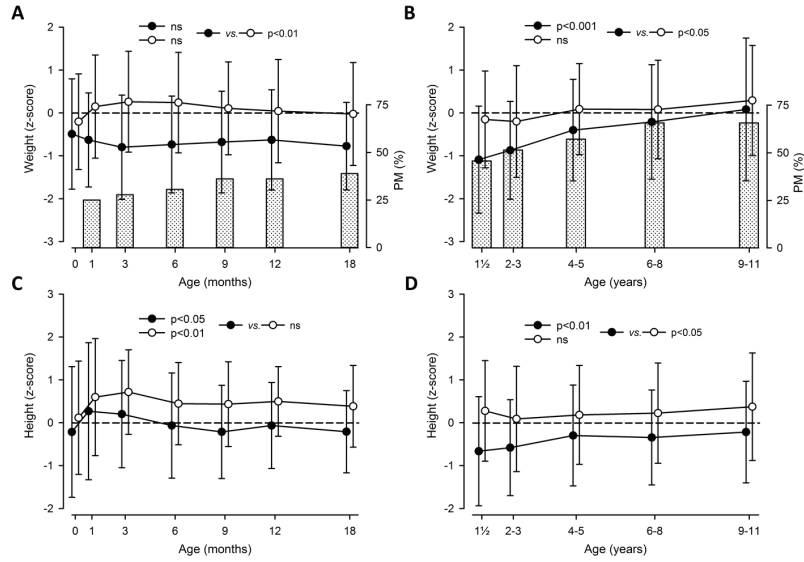 A
ns
ns
vs. p<0.01
2
1
0
-1
-2
-3
Weight (z-score)
75
50
25
0
PM (%)
0 1 3 6 9 12 18
Age (months)
B
p<0.001
ns
vs. p<0.05
2
1
0
-1
-2
-3
Weight (z-score)
75
50
25
0
PM (%)
1½ 2-3 4-5 6-8 9-11
Age (years)
C
p<0.05
p<0.01
vs. ns
3
2
1
0
-1
-2
Height (z-score)
0 1 3 6 9 12 18
Age (months)
D
p<0.01
ns
vs. p<0.05
3
2
1
0
-1
-2
Height (z-score)
1½ 2-3 4-5 6-8 9-11
Age (years)